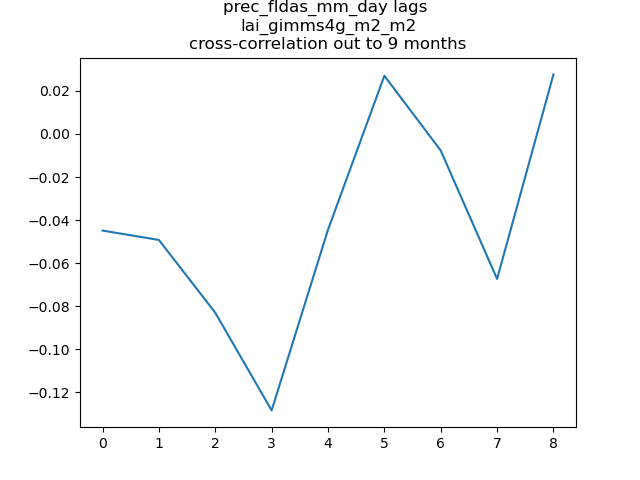 prec_fldas_mm_day lags
lai_gimms4g_m2_m2
cross-correlation out to 9 months
0.02
0.00
−0.02
−0.04
−0.06
−0.08
−0.10
−0.12
0 1 2 3 4 5 6 7 8